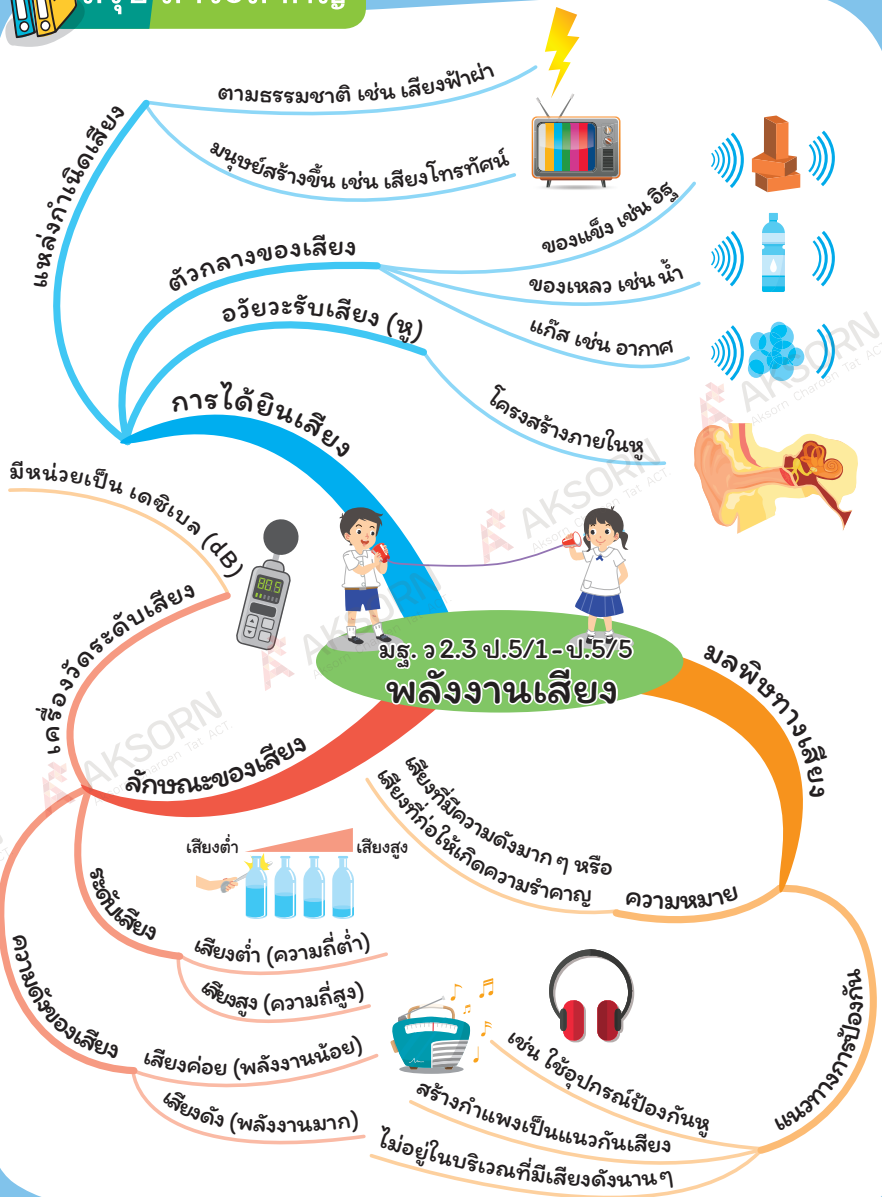 สรุป สาระสำคัญ
แหล่งกำเนิดเสียง
ตามธรรมชาติ เช่น เสียงฟ้าผ่า
มนุษย์สร้างขึ้น เช่น เสียงโทรทัศน์
ตัวกลางของเสียง
ของแข็ง เช่น อิฐ
ของเหลว เช่น น้ำ
แก๊ส เช่น อากาศ
อวัยวะรับเสียง (หู)
โครงสร้างภายในหู
การได้ยินเสียง
มีหน่วยเป็น เดซิเบล (dB)
เครื่องวัดระดับเสียง
80.5
มฐ. ว 2.3 ป.5/1-ป.5/5
พลังงานเสียง
ลักษณะของเสียง
ระดับเสียง
เสียงต่ำ
เสียงสูง
เสียงต่ำ (ความถี่ต่ำ)
เสียงสูง (ความถี่สูง)
ความดังของเสียง
เสียงค่อย (พลังงานน้อย)
เสียงดัง (พลังงานมาก)
มลพิษทางเสียง
ความหมาย
เสียงที่มีความดังมาก ๆ หรือ
เสียงที่ก่อให้เกิดความรำคาญ
แนวทางการป้องกัน
เช่น ใช้อุปกรณ์ป้องกันหู
สร้างกำแพงเป็นแนวกันเสียง
ไม่อยู่ในบริเวณที่มีเสียงดังนาน ๆ
AKSORN
Aksorn Charoen Tat ACT.
AKSORN
Aksorn Charoen Tat ACT.
AKSORN
Aksorn Charoen Tat ACT.
AKSORN
Aksorn Charoen Tat ACT.